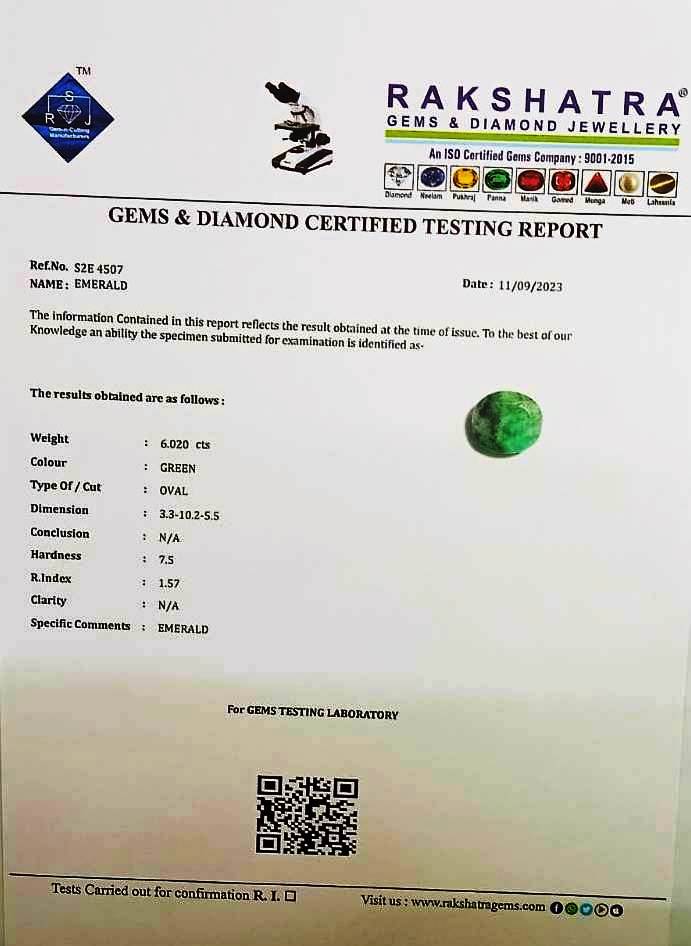 TM
S
R J
Gem-n-Cutting
Manufacturers
RAKSHATRA®
GEMS & DIAMOND JEWELLERY
An ISO Certified Gems Company : 9001-2015
Diamond Neelam Pukhraj Panna Manik Gomed Munga Moti Lahsunia
GEMS & DIAMOND CERTIFIED TESTING REPORT
Ref.No. S2E 4507
NAME : EMERALD
Date : 11/09/2023
The information Contained in this report reflects the result obtained at the time of issue. To the best of our
Knowledge an ability the specimen submitted for examination is identified as-
The results obtained are as follows :
Weight : 6.020 cts
Colour : GREEN
Type Of / Cut : OVAL
Dimension : 3.3-10.2-5.5
Conclusion : N/A
Hardness : 7.5
R.Index : 1.57
Clarity : N/A
Specific Comments : EMERALD
For GEMS TESTING LABORATORY
Tests Carried out for confirmation R. I. ☐
Visit us : www.rakshatragems.com